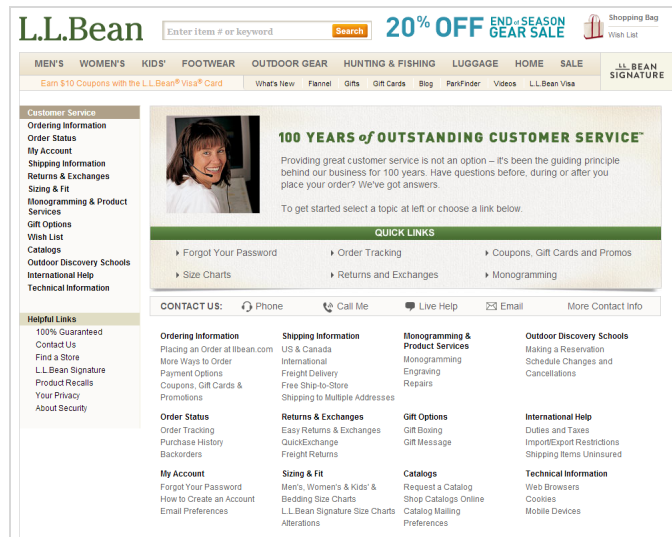 L.L.Bean
Enter item # or keyword
Search
20% OFF END of SEASON GEAR SALE
Shopping Bag
Wish List
MEN'S WOMEN'S KIDS' FOOTWEAR OUTDOOR GEAR HUNTING & FISHING LUGGAGE HOME SALE
L.L. BEAN
SIGNATURE
Earn $10 Coupons with the L.L.Bean® Visa® Card
What's New Flannel Gifts Gift Cards Blog ParkFinder Videos L.L.Bean Visa
Customer Service
Ordering Information
Order Status
My Account
Shipping Information
Returns & Exchanges
Sizing & Fit
Monogramming & Product
Services
Gift Options
Wish List
Catalogs
Outdoor Discovery Schools
International Help
Technical Information
Helpful Links
100% Guaranteed
Contact Us
Find a Store
L.L.Bean Signature
Product Recalls
Your Privacy
About Security
100 YEARS of OUTSTANDING CUSTOMER SERVICE™
Providing great customer service is not an option – it's been the guiding principle
behind our business for 100 years. Have questions before, during or after you
place your order? We've got answers.
To get started select a topic at left or choose a link below.
QUICK LINKS
Forgot Your Password
Order Tracking
Coupons, Gift Cards and Promos
Size Charts
Returns and Exchanges
Monogramming
CONTACT US: Phone Call Me Live Help Email More Contact Info
Ordering Information
Placing an Order at llbean.com
More Ways to Order
Payment Options
Coupons, Gift Cards &
Promotions
Shipping Information
US & Canada
International
Freight Delivery
Free Ship-to-Store
Shipping to Multiple Addresses
Monogramming &
Product Services
Monogramming
Engraving
Repairs
Outdoor Discovery Schools
Making a Reservation
Schedule Changes and
Cancellations
Order Status
Order Tracking
Purchase History
Backorders
Returns & Exchanges
Easy Returns & Exchanges
QuickExchange
Freight Returns
Gift Options
Gift Boxing
Gift Message
International Help
Duties and Taxes
Import/Export Restrictions
Shipping Items Uninsured
My Account
Forgot Your Password
How to Create an Account
Email Preferences
Sizing & Fit
Men's, Women's & Kids' &
Bedding Size Charts
L.L.Bean Signature Size Charts
Alterations
Catalogs
Request a Catalog
Shop Catalogs Online
Catalog Mailing
Preferences
Technical Information
Web Browsers
Cookies
Mobile Devices